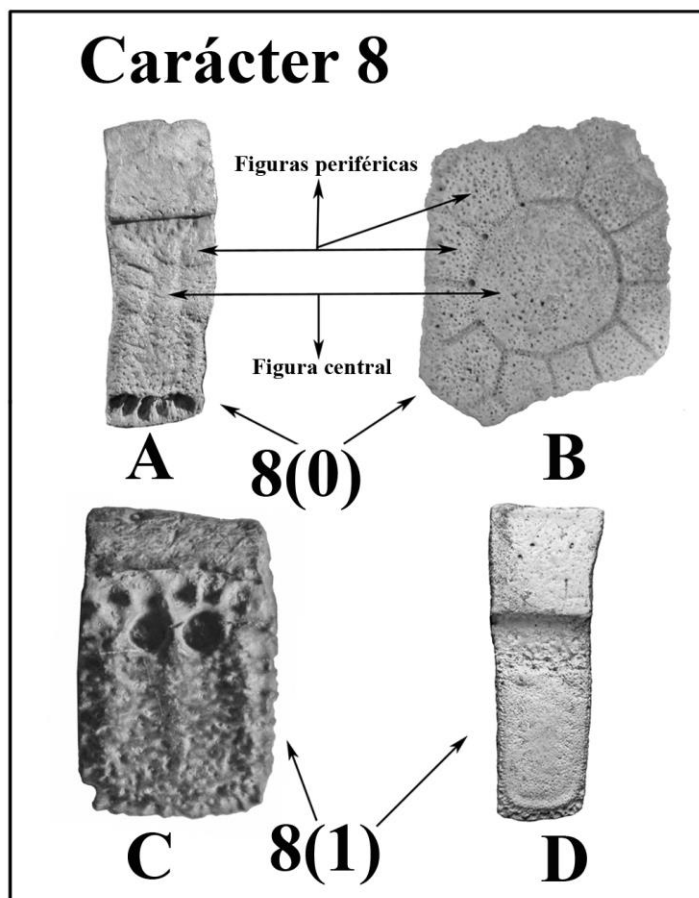 Carácter 8
Figuras periféricas
Figura central
A
8(0)
B
C
8(1)
D